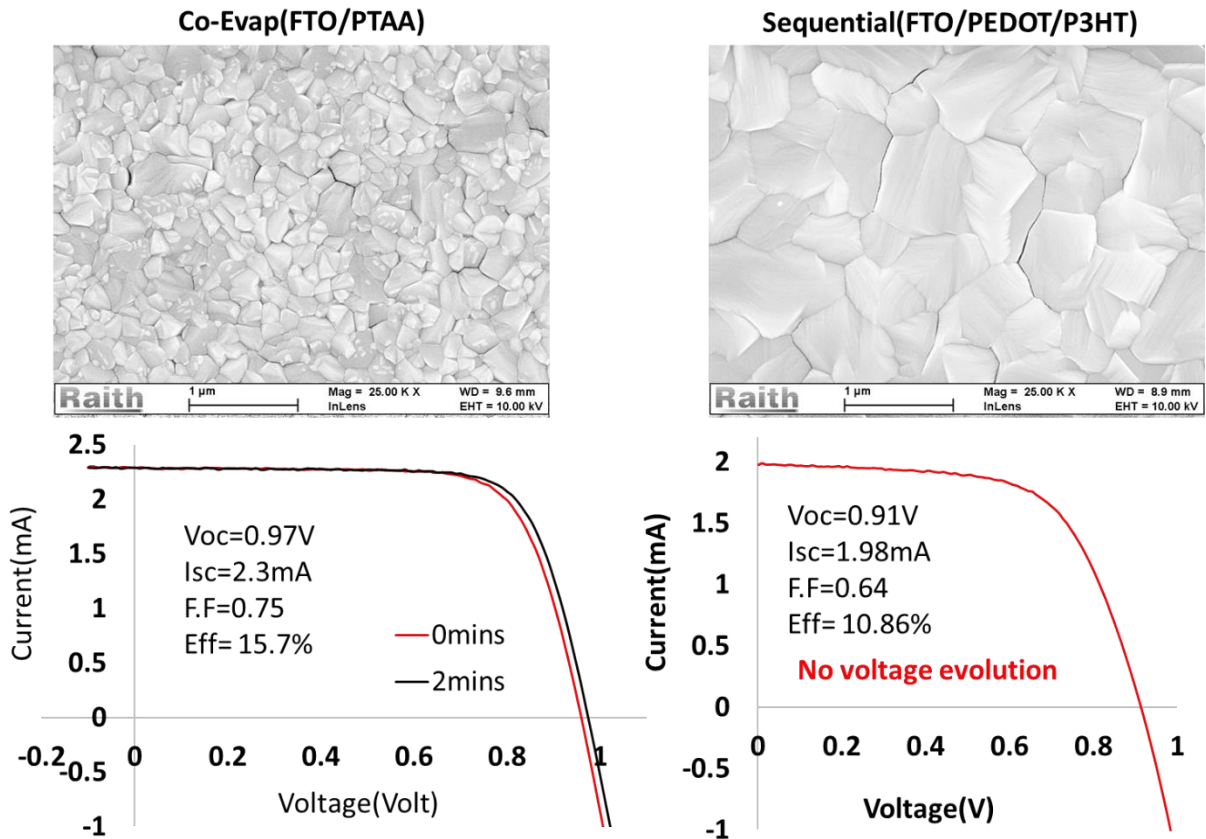 Co-Evap(FTO/PTAA)
Raith
1 µm
Mag = 25.00 K X
WD = 9.6 mm
InLens
EHT = 10.00 kV
2.5
2
1.5
1
0.5
0
-0.5
-1
Current(mA)
Voc=0.97V
Isc=2.3mA
F.F=0.75
Eff= 15.7%
0mins
2mins
-0.2
0
0.2
0.4
0.6
0.8
1
Voltage(Volt)
Sequential(FTO/PEDOT/P3HT)
Raith
1 µm
Mag = 25.00 K X
WD = 8.9 mm
InLens
EHT = 10.00 kV
2
1.5
1
0.5
0
-0.5
-1
Current(mA)
Voc=0.91V
Isc=1.98mA
F.F=0.64
Eff= 10.86%
No voltage evolution
0
0.2
0.4
0.6
0.8
1
Voltage(V)